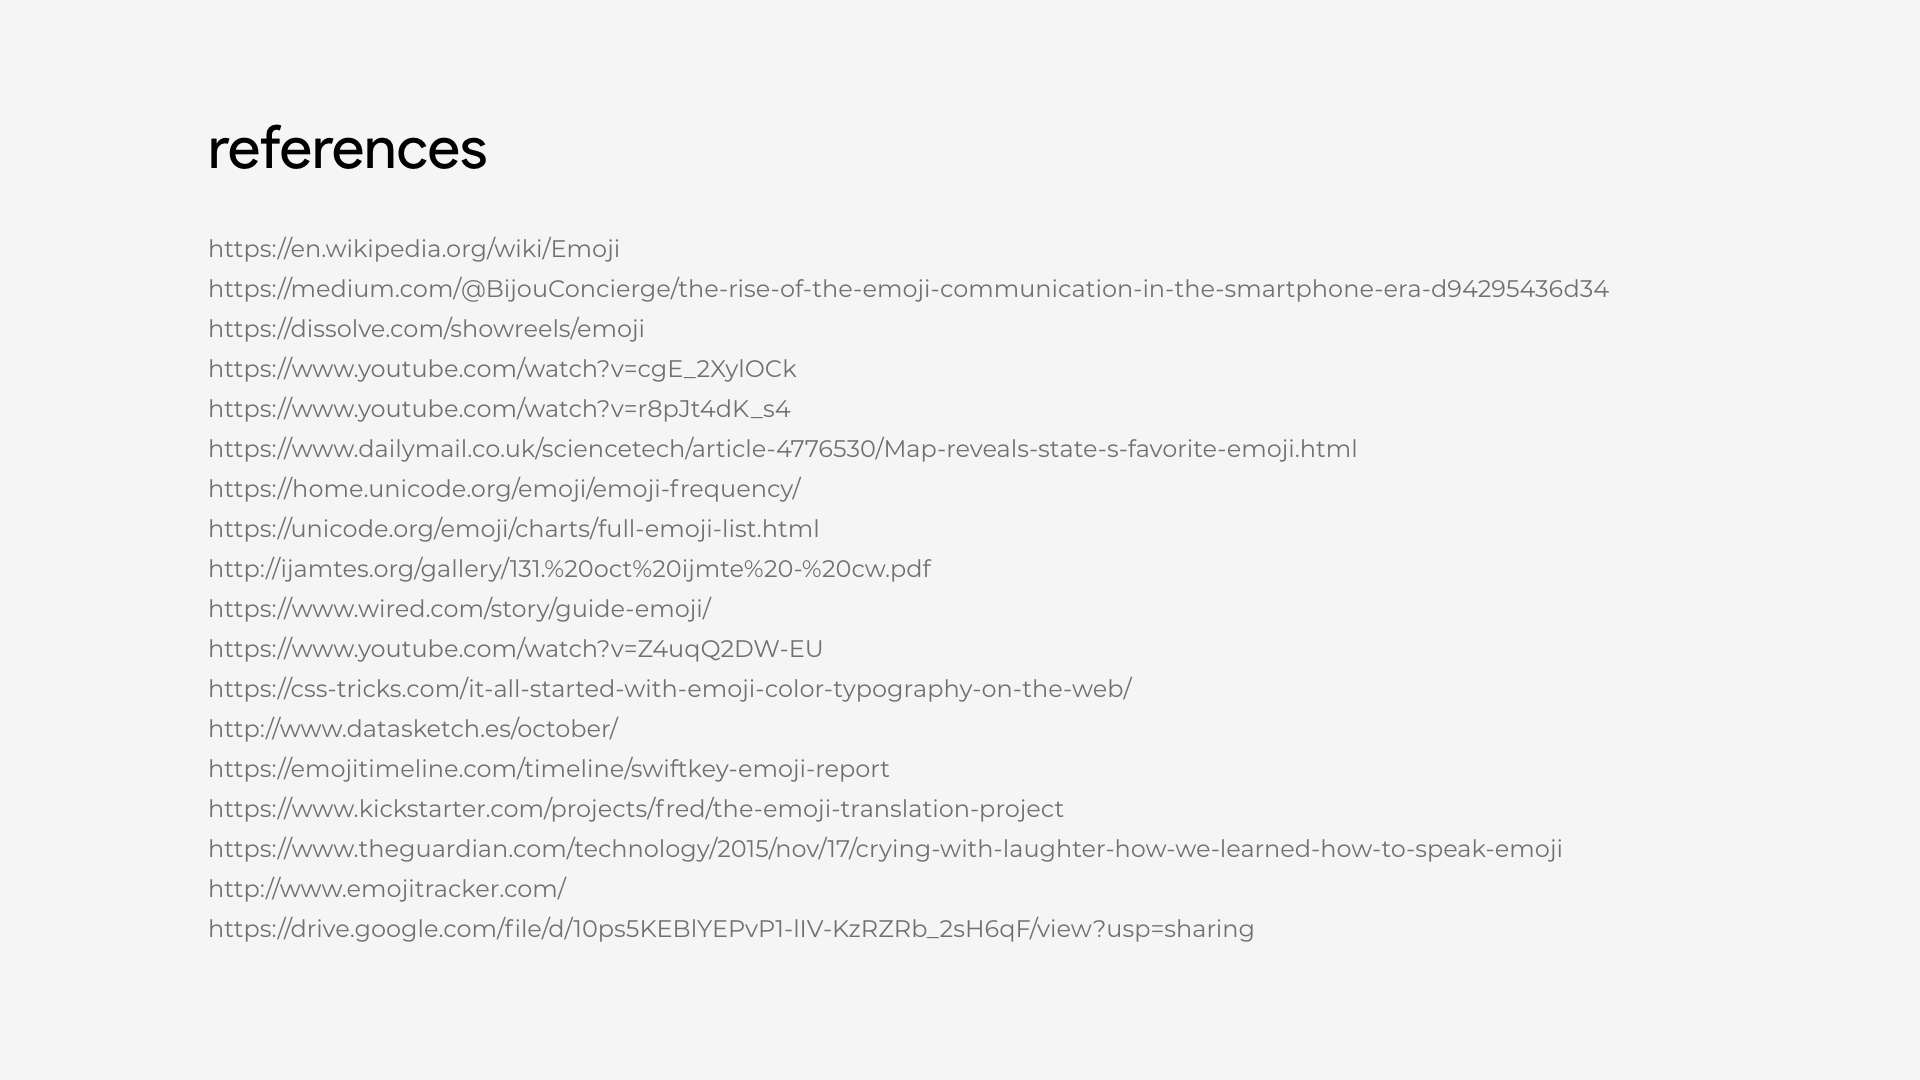 references
https://en.wikipedia.org/wiki/Emoji
https://medium.com/@BijouConcierge/the-rise-of-the-emoji-communication-in-the-smartphone-era-d94295436d34
https://dissolve.com/showreels/emoji
https://www.youtube.com/watch?v=cgE_2XylOCk
https://www.youtube.com/watch?v=r8pJt4dK_s4
https://www.dailymail.co.uk/sciencetech/article-4776530/Map-reveals-state-s-favorite-emoji.html
https://home.unicode.org/emoji/emoji-frequency/
https://unicode.org/emoji/charts/full-emoji-list.html
http://ijamtes.org/gallery/131.%20oct%20ijmte%20-%20cw.pdf
https://www.wired.com/story/guide-emoji/
https://www.youtube.com/watch?v=Z4uqQ2DW-EU
https://css-tricks.com/it-all-started-with-emoji-color-typography-on-the-web/
http://www.datasketch.es/october/
https://emojitimeline.com/timeline/swiftkey-emoji-report
https://www.kickstarter.com/projects/fred/the-emoji-translation-project
https://www.theguardian.com/technology/2015/nov/17/crying-with-laughter-how-we-learned-how-to-speak-emoji
http://www.emojitracker.com/
https://drive.google.com/file/d/10ps5KEBlYEPvP1-lIV-KzRZRb_2sH6qF/view?usp=sharing